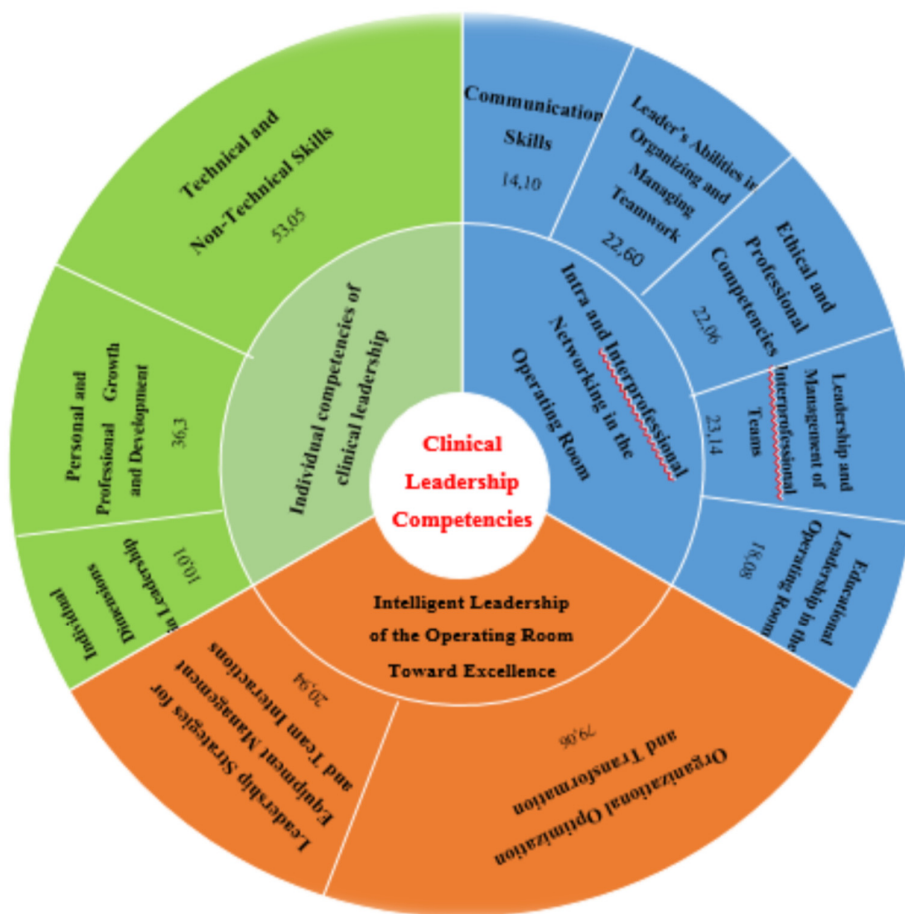 Clinical
Leadership
Competencies
Individual competencies of
clinical leadership
Technical and
Non-Technical Skills
53,05
Personal and
Professional Growth
and Development
36,3
Individual
Dimensions
in Leadership
10,01
Intra and Interprofessional
Networking in the
Operating Room
Communication
Skills
14,10
Leader's Abilities in
Organizing and
Managing
Teamwork
22,60
Ethical and
Professional
Competencies
22,06
Leadership and
Management of
Interprofessional
Teams
23,14
Educational
Leadership in the
Operating Room
18,08
Intelligent Leadership
of the Operating Room
Toward Excellence
Organizational Optimization
and Transformation
79,06
Leadership Strategies for
Equipment Management
and Team Interactions
20,94